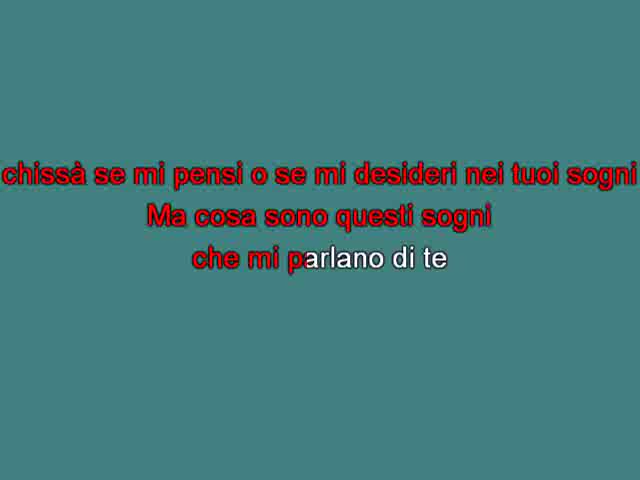 chissà se mi pensi o se mi desideri nei tuoi sogni
Ma cosa sono questi sogni
che mi parlano di te